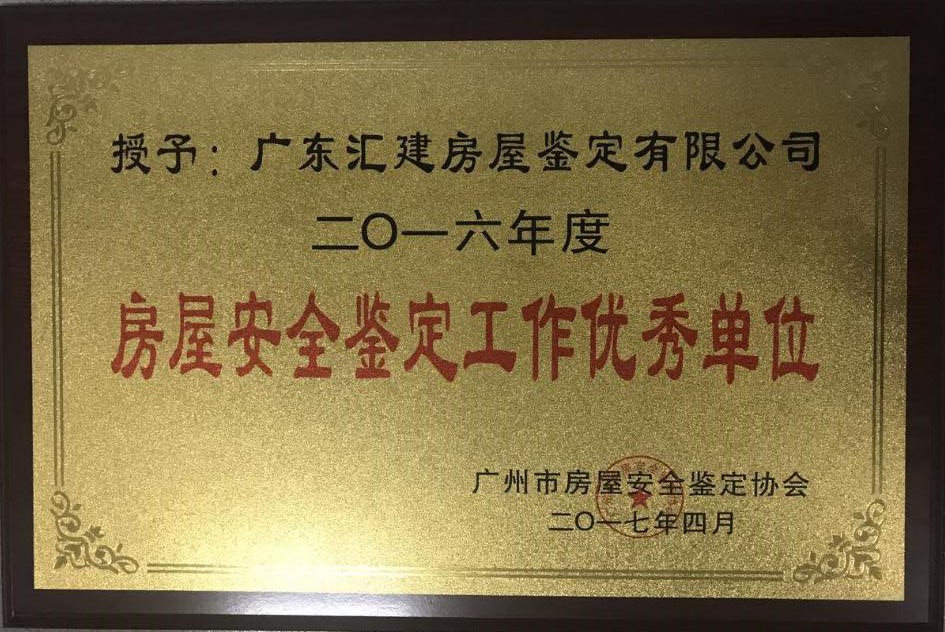 授予：广东汇建房屋鉴定有限公司
二〇一六年度
房屋安全鉴定工作优秀单位
广州市房屋安全鉴定协会
二〇一七年四月